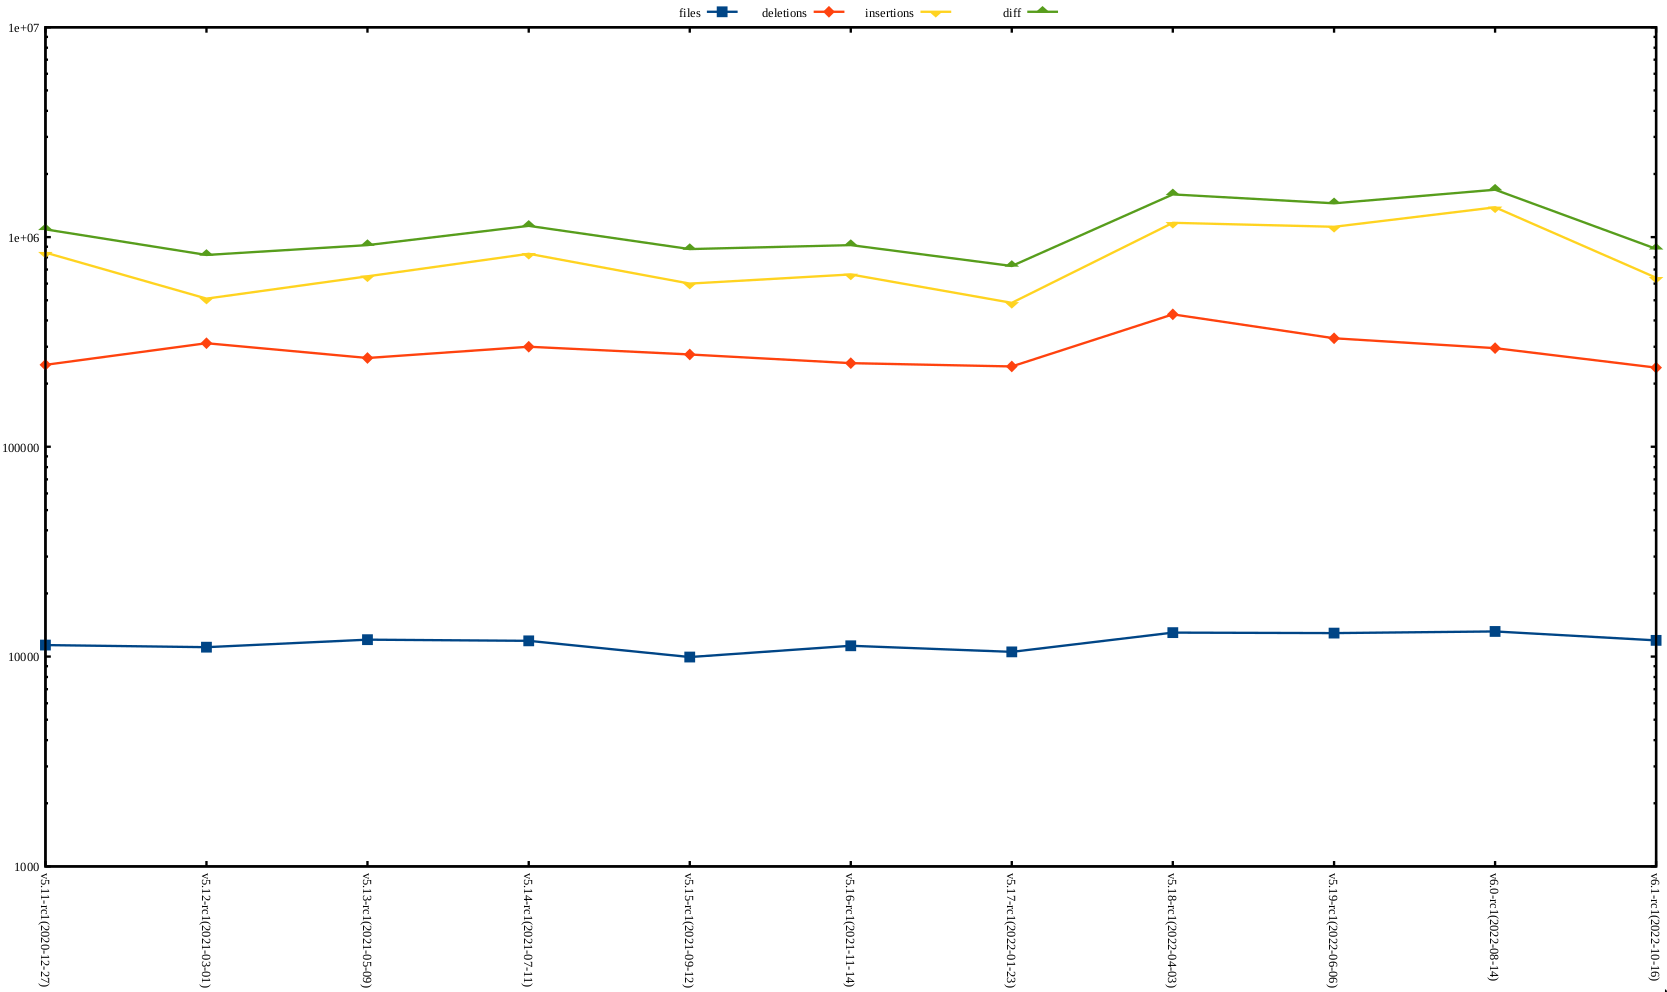 files deletions insertions diff
1e+07
1e+06
100000
10000
1000
v5.11-rc1(2020-12-27)
v5.12-rc1(2021-03-01)
v5.13-rc1(2021-05-09)
v5.14-rc1(2021-07-11)
v5.15-rc1(2021-09-12)
v5.16-rc1(2021-11-14)
v5.17-rc1(2022-01-23)
v5.18-rc1(2022-04-03)
v5.19-rc1(2022-06-06)
v6.0-rc1(2022-08-14)
v6.1-rc1(2022-10-16)